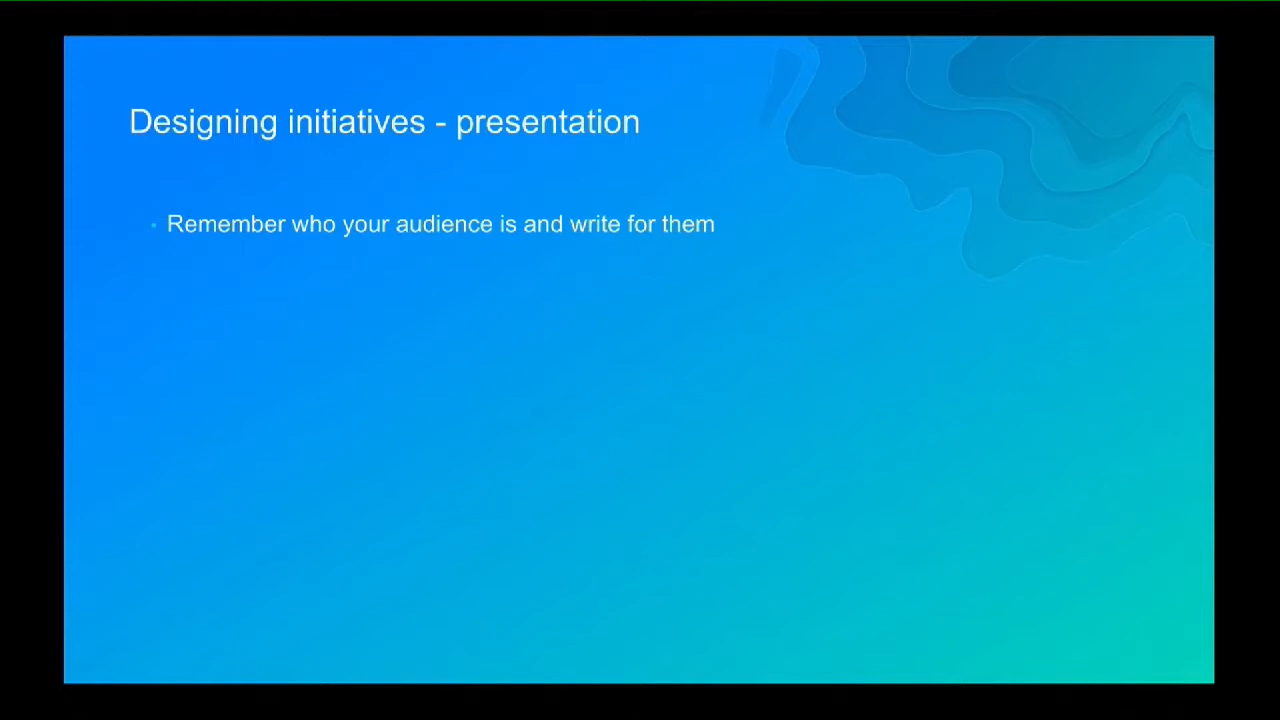 Designing initiatives - presentation
Remember who your audience is and write for them